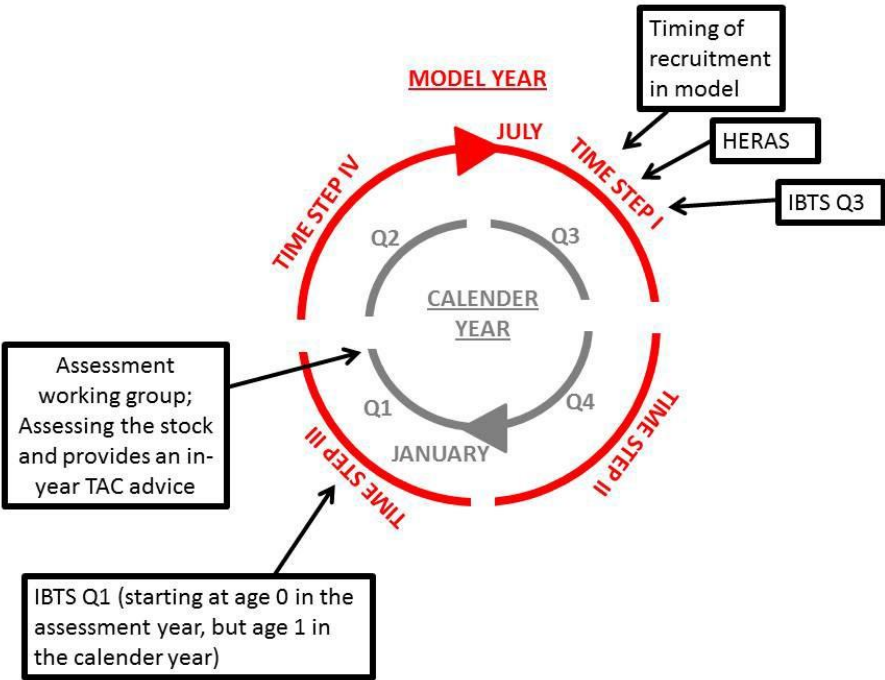 Timing of
recruitment
in model
MODEL YEAR
JULY
HERAS
TIME STEP I
IBTS Q3
TIME STEP IV
Q2
Q3
CALENDER
YEAR
Assessment
working group;
Assessing the stock
and provides an in-
year TAC advice
Q1
Q4
JANUARY
TIME STEP III
TIME STEP II
IBTS Q1 (starting at age 0 in the
assessment year, but age 1 in
the calender year)